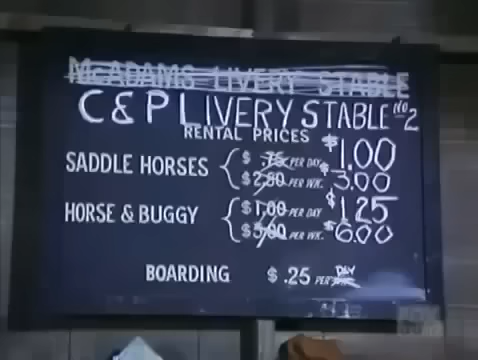 McADAMS LIVERY STABLE
C & P LIVERY STABLE No 2
RENTAL PRICES
SADDLE HORSES $ .75 PER DAY $1.00
$2.80 PER WK. $3.00
HORSE & BUGGY $1.00 PER DAY $1.25
$5.00 PER WK. $6.00
BOARDING $ .25 PER DAY